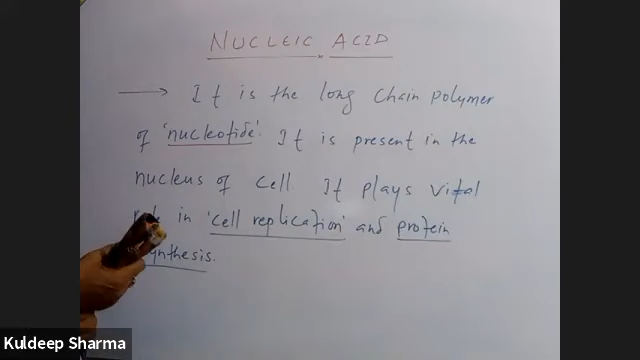 NUCLEIC ACID
→ It is the long chain polymer
of 'nucleotide'. It is present in the
nucleus of cell It plays vital
in 'cell replication' and protein
synthesis.
Kuldeep Sharma